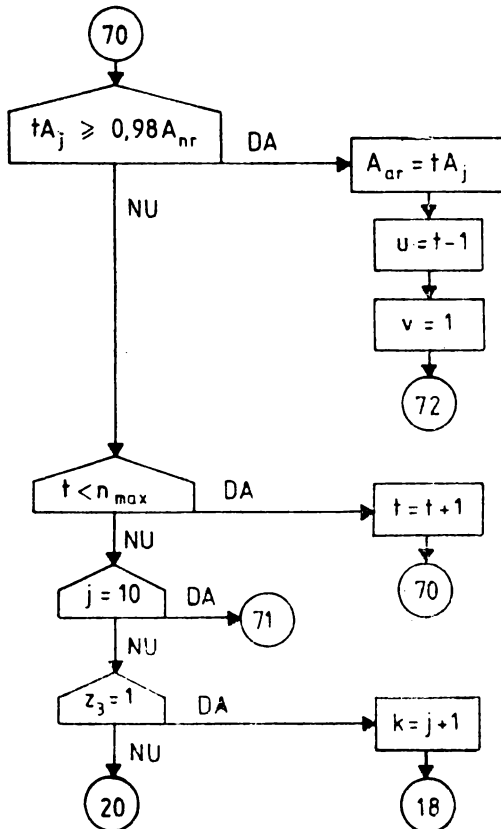 70
tA_j ⩾ 0,98A_nr
DA
A_ar = tA_j
NU
u = t-1
v = 1
72
t < n_max
DA
t = t+1
NU
70
j = 10
DA
71
NU
z_3 = 1
DA
k = j+1
NU
20
18